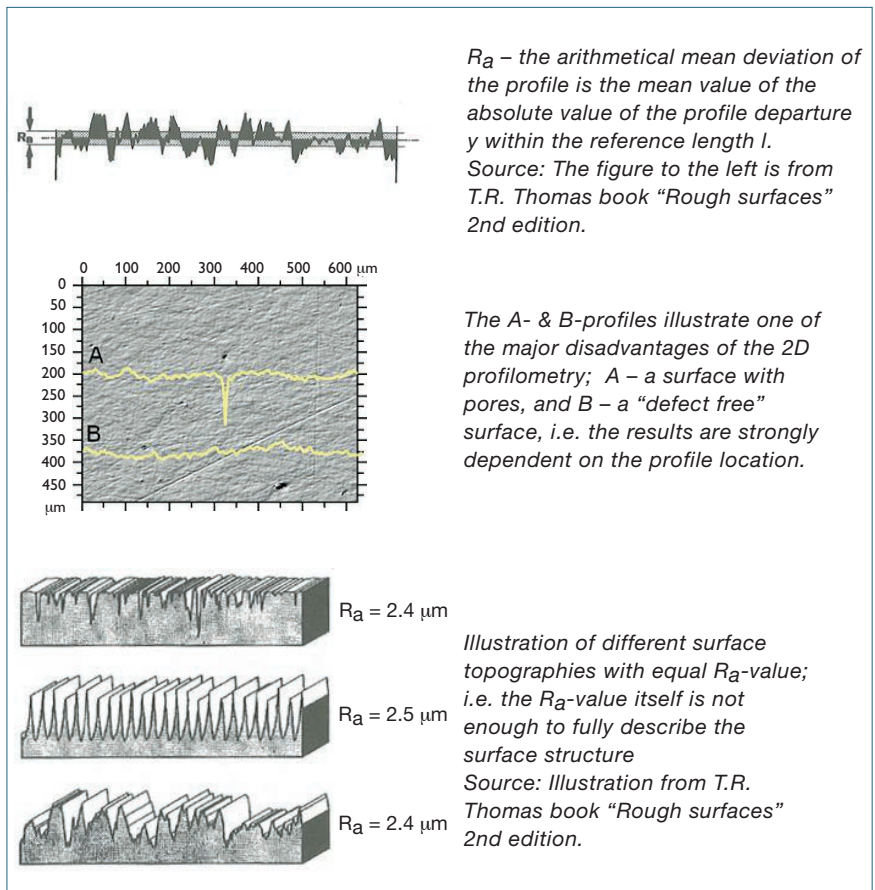 Ra – the arithmetical mean deviation of
the profile is the mean value of the
absolute value of the profile departure
y within the reference length l.
Source: The figure to the left is from
T.R. Thomas book “Rough surfaces”
2nd edition.
Ra
0 100 200 300 400 500 600 μm
0
50
100
150
200
250
300
350
400
450
μm
A
B
The A- & B-profiles illustrate one of
the major disadvantages of the 2D
profilometry; A – a surface with
pores, and B – a “defect free”
surface, i.e. the results are strongly
dependent on the profile location.
Ra = 2.4 μm
Ra = 2.5 μm
Ra = 2.4 μm
Illustration of different surface
topographies with equal Ra-value;
i.e. the Ra-value itself is not
enough to fully describe the
surface structure
Source: Illustration from T.R.
Thomas book “Rough surfaces”
2nd edition.